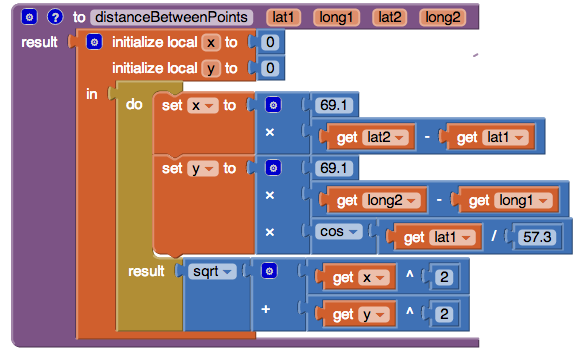 ? to distanceBetweenPoints lat1 long1 lat2 long2
result initialize local x to 0
initialize local y to 0
in do set x to 69.1
× get lat2 - get lat1
set y to 69.1
× get long2 - get long1
× cos get lat1 / 57.3
result sqrt get x ^ 2
+ get y ^ 2